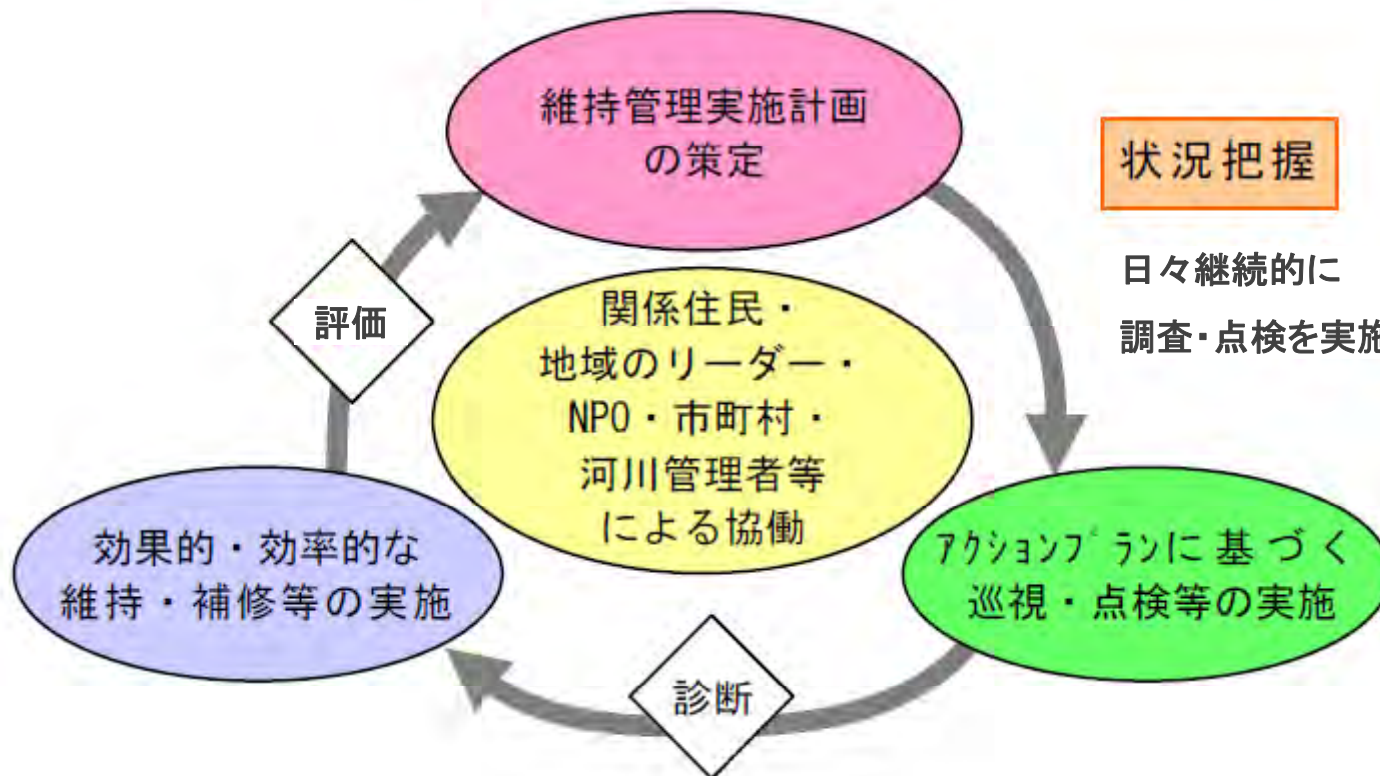 維持管理実施計画
の策定
状況把握
日々継続的に
調査・点検を実施
評価
関係住民・
地域のリーダー・
NPO・市町村・
河川管理者等
による協働
効果的・効率的な
維持・補修等の実施
ｱｸｼｮﾝﾌﾟﾗﾝに基づく
巡視・点検等の実施
診断